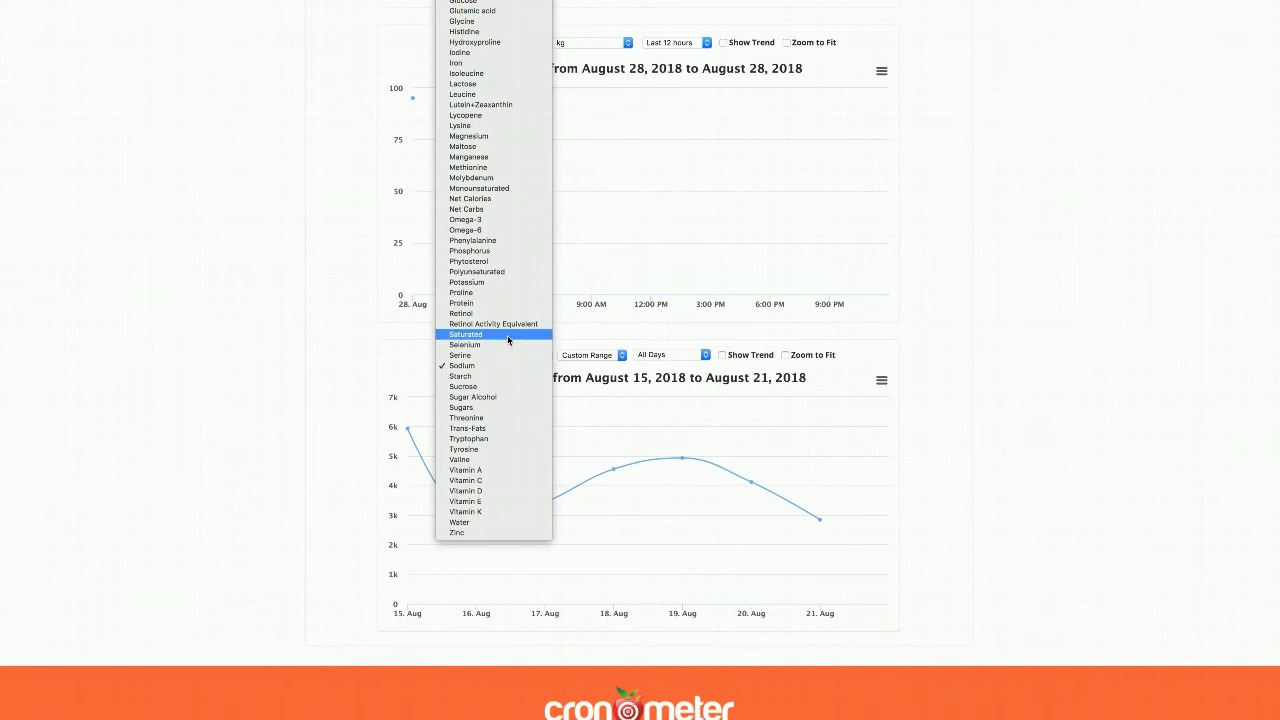 Glucose
Glutamic acid
Glycine
Histidine
Hydroxyproline
Iodine
Iron
Isoleucine
Lactose
Leucine
Lutein+Zeaxanthin
Lycopene
Lysine
Magnesium
Maltose
Manganese
Methionine
Molybdenum
Monounsaturated
Net Calories
Net Carbs
Omega-3
Omega-6
Phenylalanine
Phosphorus
Phytosterol
Polyunsaturated
Potassium
Proline
Protein
Retinol
Retinol Activity Equivalent
Saturated
Selenium
Serine
✓ Sodium
Starch
Sucrose
Sugar Alcohol
Sugars
Threonine
Trans-Fats
Tryptophan
Tyrosine
Valine
Vitamin A
Vitamin C
Vitamin D
Vitamin E
Vitamin K
Water
Zinc
kg Last 12 hours Show Trend Zoom to Fit
from August 28, 2018 to August 28, 2018
100
75
50
25
0
28. Aug 9:00 AM 12:00 PM 3:00 PM 6:00 PM 9:00 PM
Custom Range All Days Show Trend Zoom to Fit
from August 15, 2018 to August 21, 2018
7k
6k
5k
4k
3k
2k
1k
0
15. Aug 16. Aug 17. Aug 18. Aug 19. Aug 20. Aug 21. Aug
cronometer